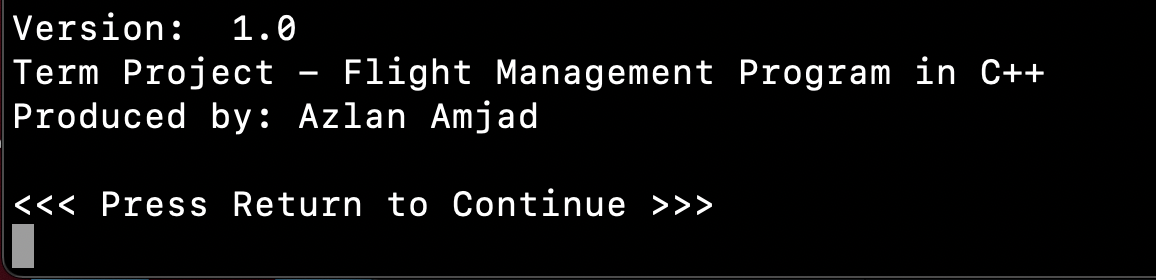 Version:  1.0
Term Project – Flight Management Program in C++
Produced by: Azlan Amjad
<<< Press Return to Continue >>>